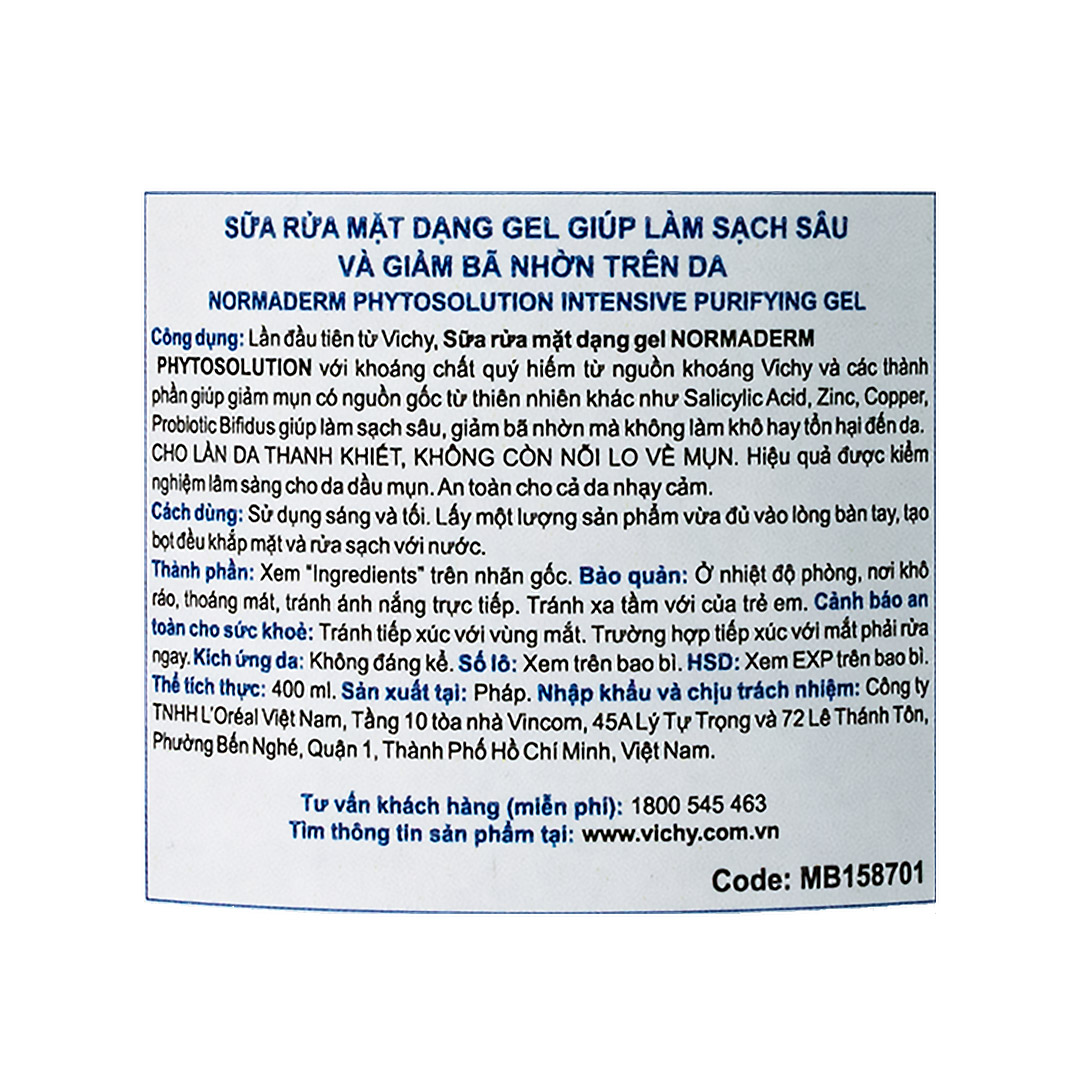 SỮA RỬA MẶT DẠNG GEL GIÚP LÀM SẠCH SÂU
VÀ GIẢM BÃ NHỜN TRÊN DA
NORMADERM PHYTOSOLUTION INTENSIVE PURIFYING GEL
Công dụng: Lần đầu tiên từ Vichy, Sữa rửa mặt dạng gel NORMADERM
PHYTOSOLUTION với khoáng chất quý hiếm từ nguồn khoáng Vichy và các thành
phần giúp giảm mụn có nguồn gốc từ thiên nhiên khác như Salicylic Acid, Zinc, Copper,
Probiotic Bifidus giúp làm sạch sâu, giảm bã nhờn mà không làm khô hay tổn hại đến da.
CHO LÀN DA THANH KHIẾT, KHÔNG CÒN NỖI LO VỀ MỤN. Hiệu quả được kiểm
nghiệm lâm sàng cho da dầu mụn. An toàn cho cả da nhạy cảm.
Cách dùng: Sử dụng sáng và tối. Lấy một lượng sản phẩm vừa đủ vào lòng bàn tay, tạo
bọt đều khắp mặt và rửa sạch với nước.
Thành phần: Xem "Ingredients" trên nhãn gốc. Bảo quản: Ở nhiệt độ phòng, nơi khô
ráo, thoáng mát, tránh ánh nắng trực tiếp. Tránh xa tầm với của trẻ em. Cảnh báo an
toàn cho sức khoẻ: Tránh tiếp xúc với vùng mắt. Trường hợp tiếp xúc với mắt phải rửa
ngay. Kích ứng da: Không đáng kể. Số lô: Xem trên bao bì. HSD: Xem EXP trên bao bì.
Thể tích thực: 400 ml. Sản xuất tại: Pháp. Nhập khẩu và chịu trách nhiệm: Công ty
TNHH L'Oréal Việt Nam, Tầng 10 tòa nhà Vincom, 45A Lý Tự Trọng và 72 Lê Thánh Tôn,
Phường Bến Nghé, Quận 1, Thành Phố Hồ Chí Minh, Việt Nam.
Tư vấn khách hàng (miễn phí): 1800 545 463
Tìm thông tin sản phẩm tại: www.vichy.com.vn
Code: MB158701